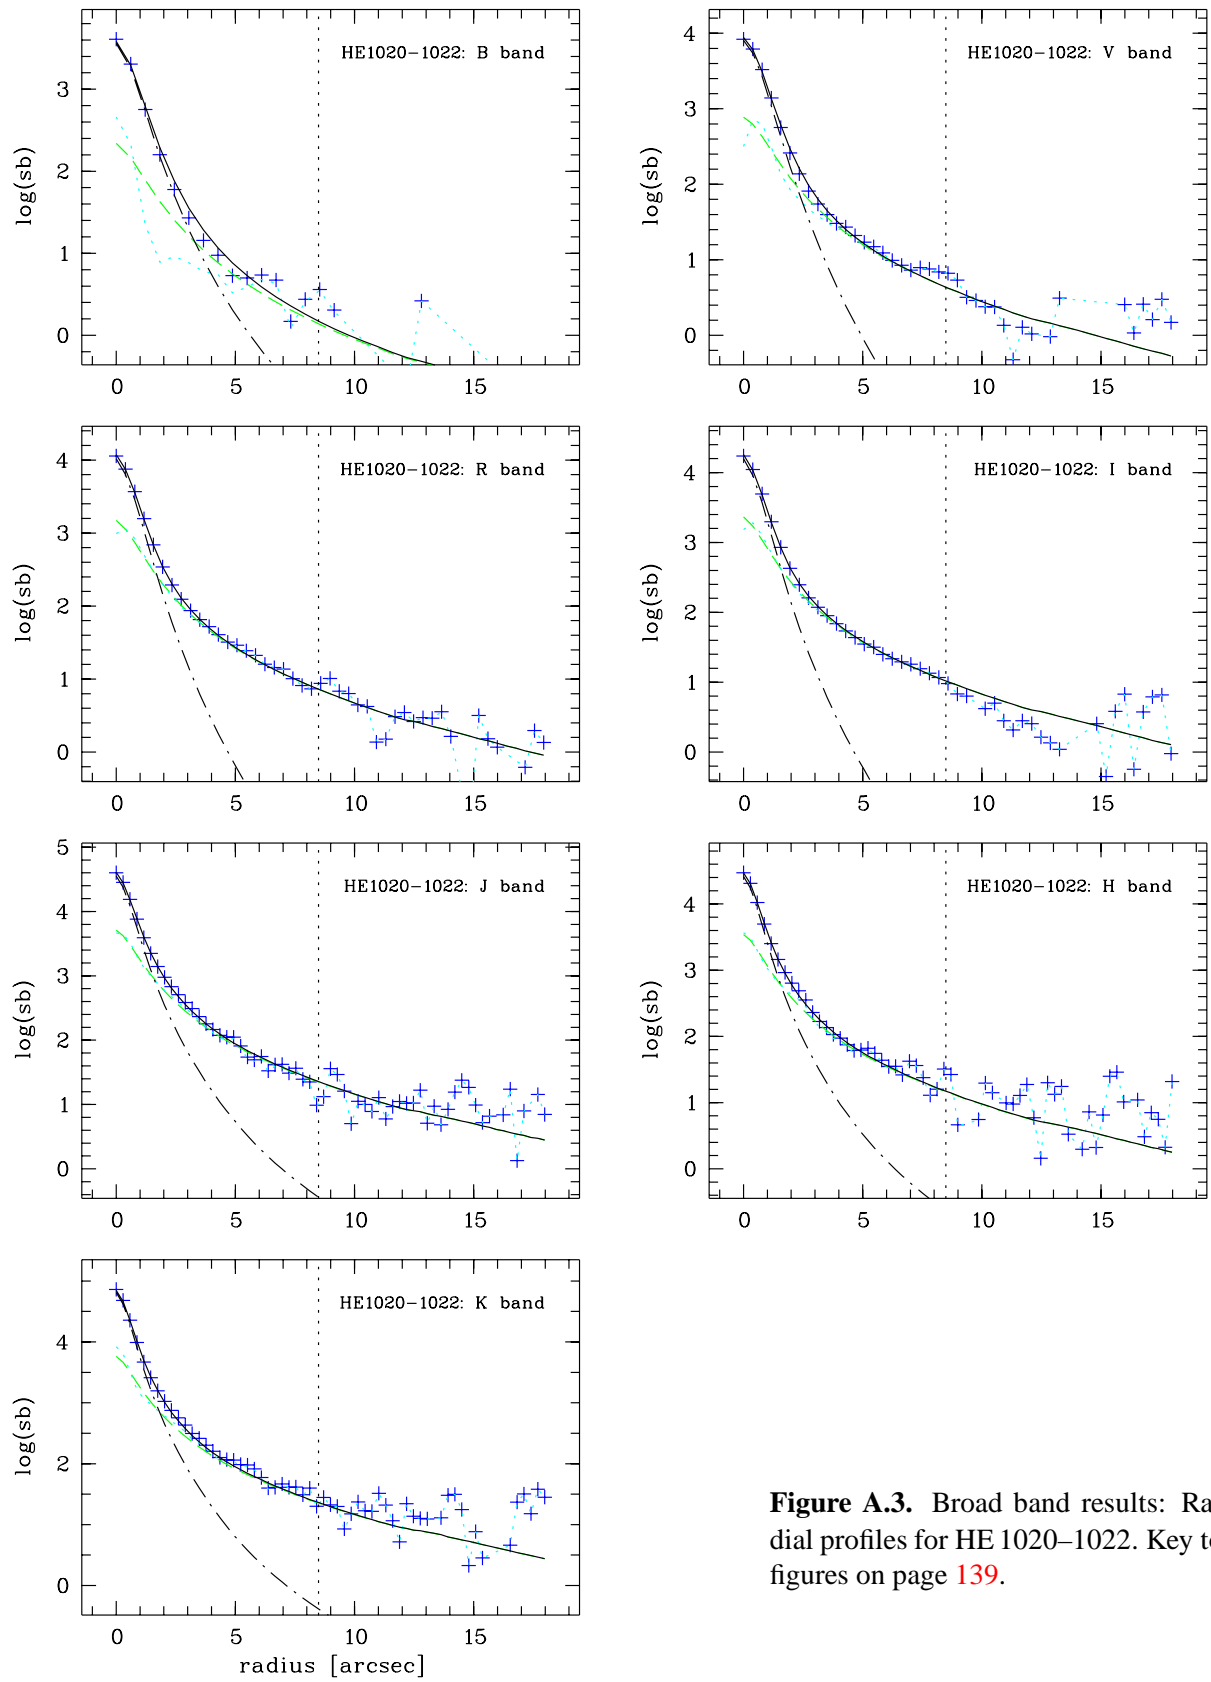 HE1020-1022: B band
3
2
1
0
log(sb)
0 5 10 15
HE1020-1022: V band
4
3
2
1
0
log(sb)
0 5 10 15
HE1020-1022: R band
4
3
2
1
0
log(sb)
0 5 10 15
HE1020-1022: I band
4
3
2
1
0
log(sb)
0 5 10 15
HE1020-1022: J band
5
4
3
2
1
0
log(sb)
0 5 10 15
HE1020-1022: H band
4
3
2
1
0
log(sb)
0 5 10 15
HE1020-1022: K band
4
2
0
log(sb)
0 5 10 15
radius [arcsec]
Figure A.3. Broad band results: Ra
dial profiles for HE 1020–1022. Key t
figures on page 139.